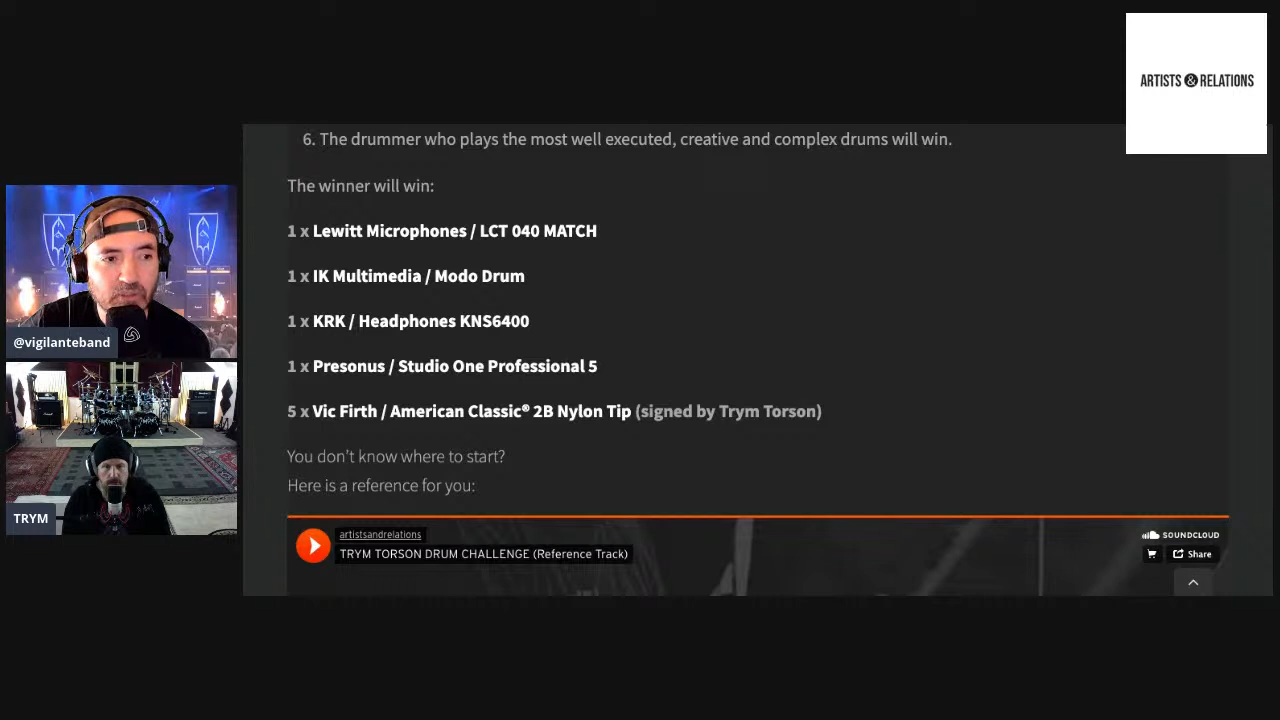 ARTISTS & RELATIONS
6. The drummer who plays the most well executed, creative and complex drums will win.
The winner will win:
1 x Lewitt Microphones / LCT 040 MATCH
1 x IK Multimedia / Modo Drum
1 x KRK / Headphones KNS6400
1 x Presonus / Studio One Professional 5
5 x Vic Firth / American Classic® 2B Nylon Tip (signed by Trym Torson)
You don't know where to start?
Here is a reference for you:
artistsandrelations
TRYM TORSON DRUM CHALLENGE (Reference Track)
SOUNDCLOUD
Share
@vigilanteband
TRYM